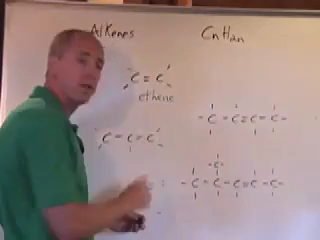 Alkenes CnH2n
C = C
ethene
C = C = C
- C - C = C - C -
- C -
- C - C - C = C - C -